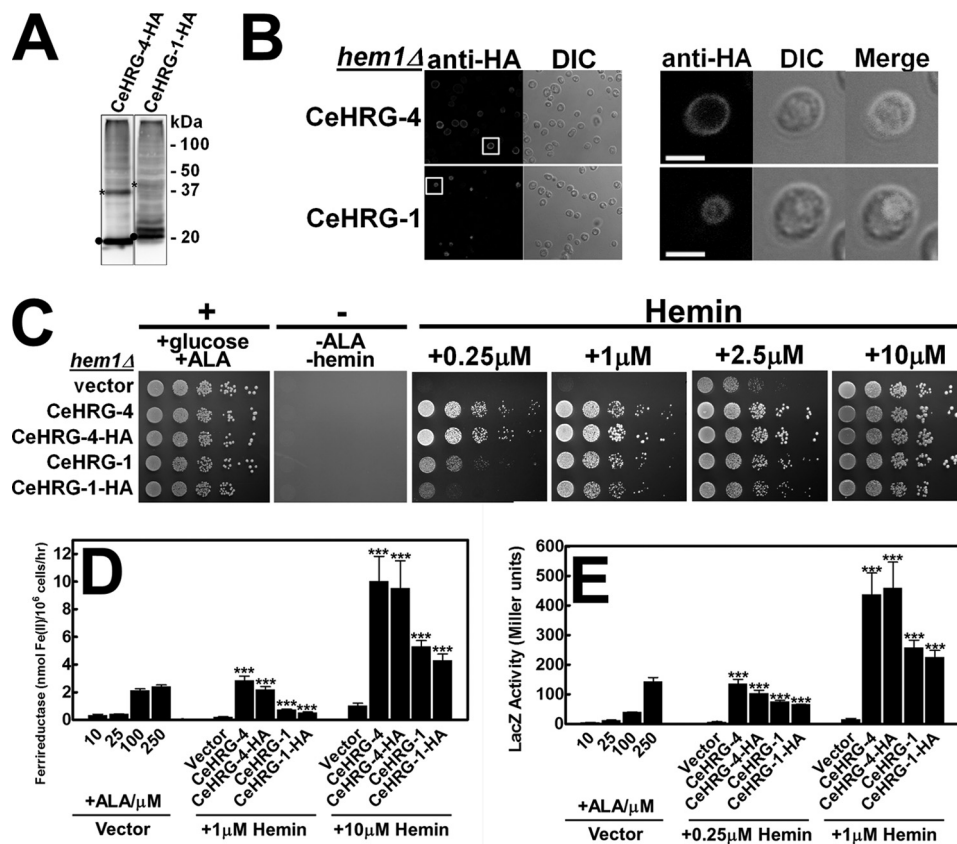 A
CeHRG-4-HA
CeHRG-1-HA
kDa
- 100
- 50
- 37
- 20
*
*
B
hem1Δ anti-HA DIC
anti-HA DIC Merge
CeHRG-4
CeHRG-1
C
+
-
Hemin
hem1Δ
+glucose
+ALA
-ALA
-hemin
+0.25μM
+1μM
+2.5μM
+10μM
vector
CeHRG-4
CeHRG-4-HA
CeHRG-1
CeHRG-1-HA
D
Ferrireductase (nmol Fe(II)/10⁶ cells/hr)
12
10
8
6
4
2
0
*** *** *** ***
*** *** *** ***
10 25 100 250
Vector CeHRG-4 CeHRG-4-HA CeHRG-1 CeHRG-1-HA
Vector CeHRG-4 CeHRG-4-HA CeHRG-1 CeHRG-1-HA
+ALA/μM
Vector
+1μM Hemin
+10μM Hemin
E
LacZ Activity (Miller units)
600
500
400
300
200
100
0
*** *** *** ***
*** *** *** ***
10 25 100 250
Vector CeHRG-4 CeHRG-4-HA CeHRG-1 CeHRG-1-HA
Vector CeHRG-4 CeHRG-4-HA CeHRG-1 CeHRG-1-HA
+ALA/μM
Vector
+0.25μM Hemin
+1μM Hemin